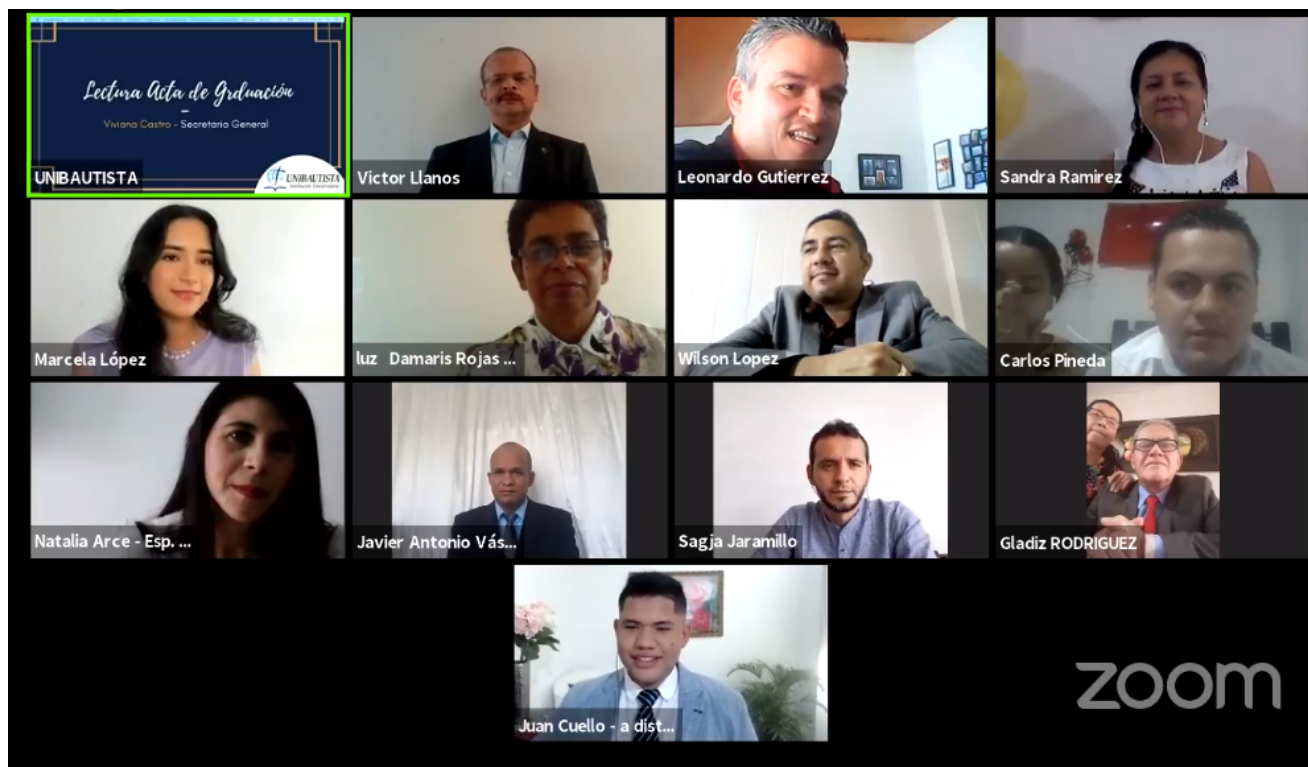 Lectura Acta de Grduación
Viviana Castro - Secretaria General
UNIBAUTISTA
UNIBAUTISTA
Institución Universitaria
Victor Llanos
Leonardo Gutierrez
Sandra Ramirez
Marcela López
luz Damaris Rojas ...
Wilson Lopez
Carlos Pineda
Natalia Arce - Esp. ...
Javier Antonio Vás...
Sagja Jaramillo
Gladiz RODRIGUEZ
Juan Cuello - a dist...
zoom